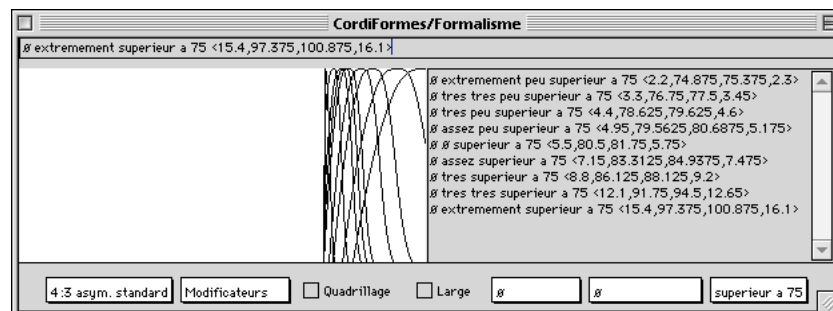 CordiFormes/Formalisme
ø extremement superieur a 75 <15.4,97.375,100.875,16.1>
ø extremement peu superieur a 75 <2.2,74.875,75.375,2.3>
ø tres tres peu superieur a 75 <3.3,76.75,77.5,3.45>
ø tres peu superieur a 75 <4.4,78.625,79.625,4.6>
ø assez peu superieur a 75 <4.95,79.5625,80.6875,5.175>
ø ø superieur a 75 <5.5,80.5,81.75,5.75>
ø assez superieur a 75 <7.15,83.3125,84.9375,7.475>
ø tres superieur a 75 <8.8,86.125,88.125,9.2>
ø tres tres superieur a 75 <12.1,91.75,94.5,12.65>
ø extremement superieur a 75 <15.4,97.375,100.875,16.1>
4:3 asym. standard Modificateurs Quadrillage Large ø ø superieur a 75